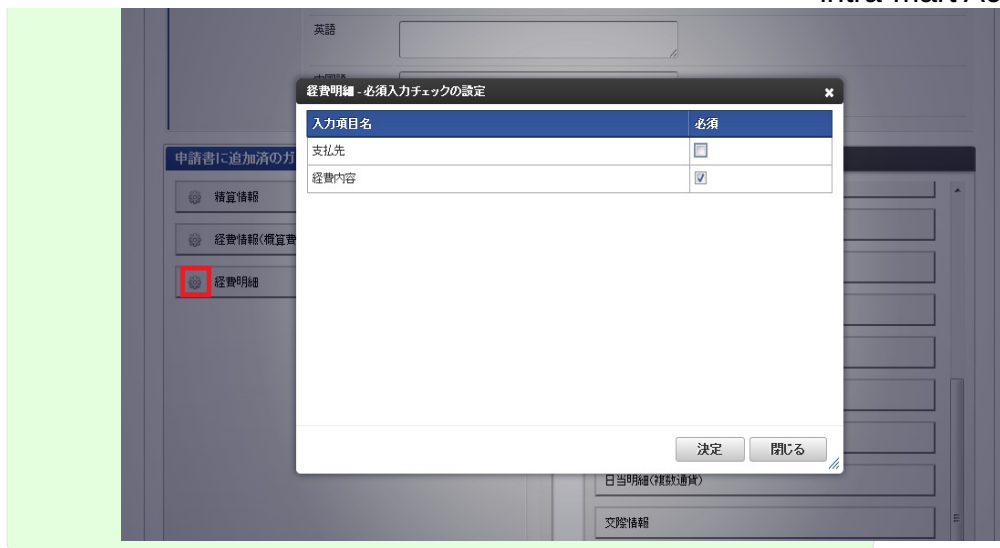 英語
経費明細 - 必須入力チェックの設定
入力項目名 必須
支払先
経費内容
申請書に追加済のガ
精算情報
経費情報(概算費
経費明細
決定 閉じる
日当明細(複数通貨)
交際情報